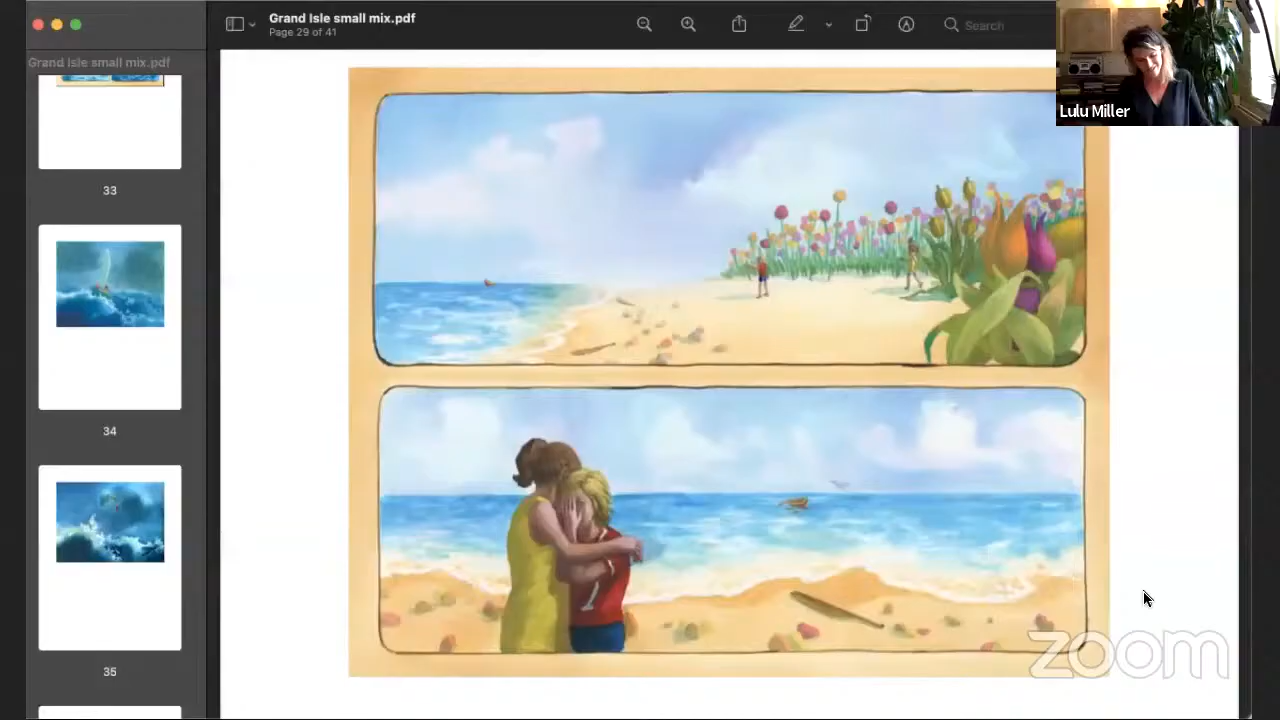 Grand Isle small mix.pdf
Page 29 of 41
Search
Grand Isle small mix.pdf
Lulu Miller
33
34
35
zoom